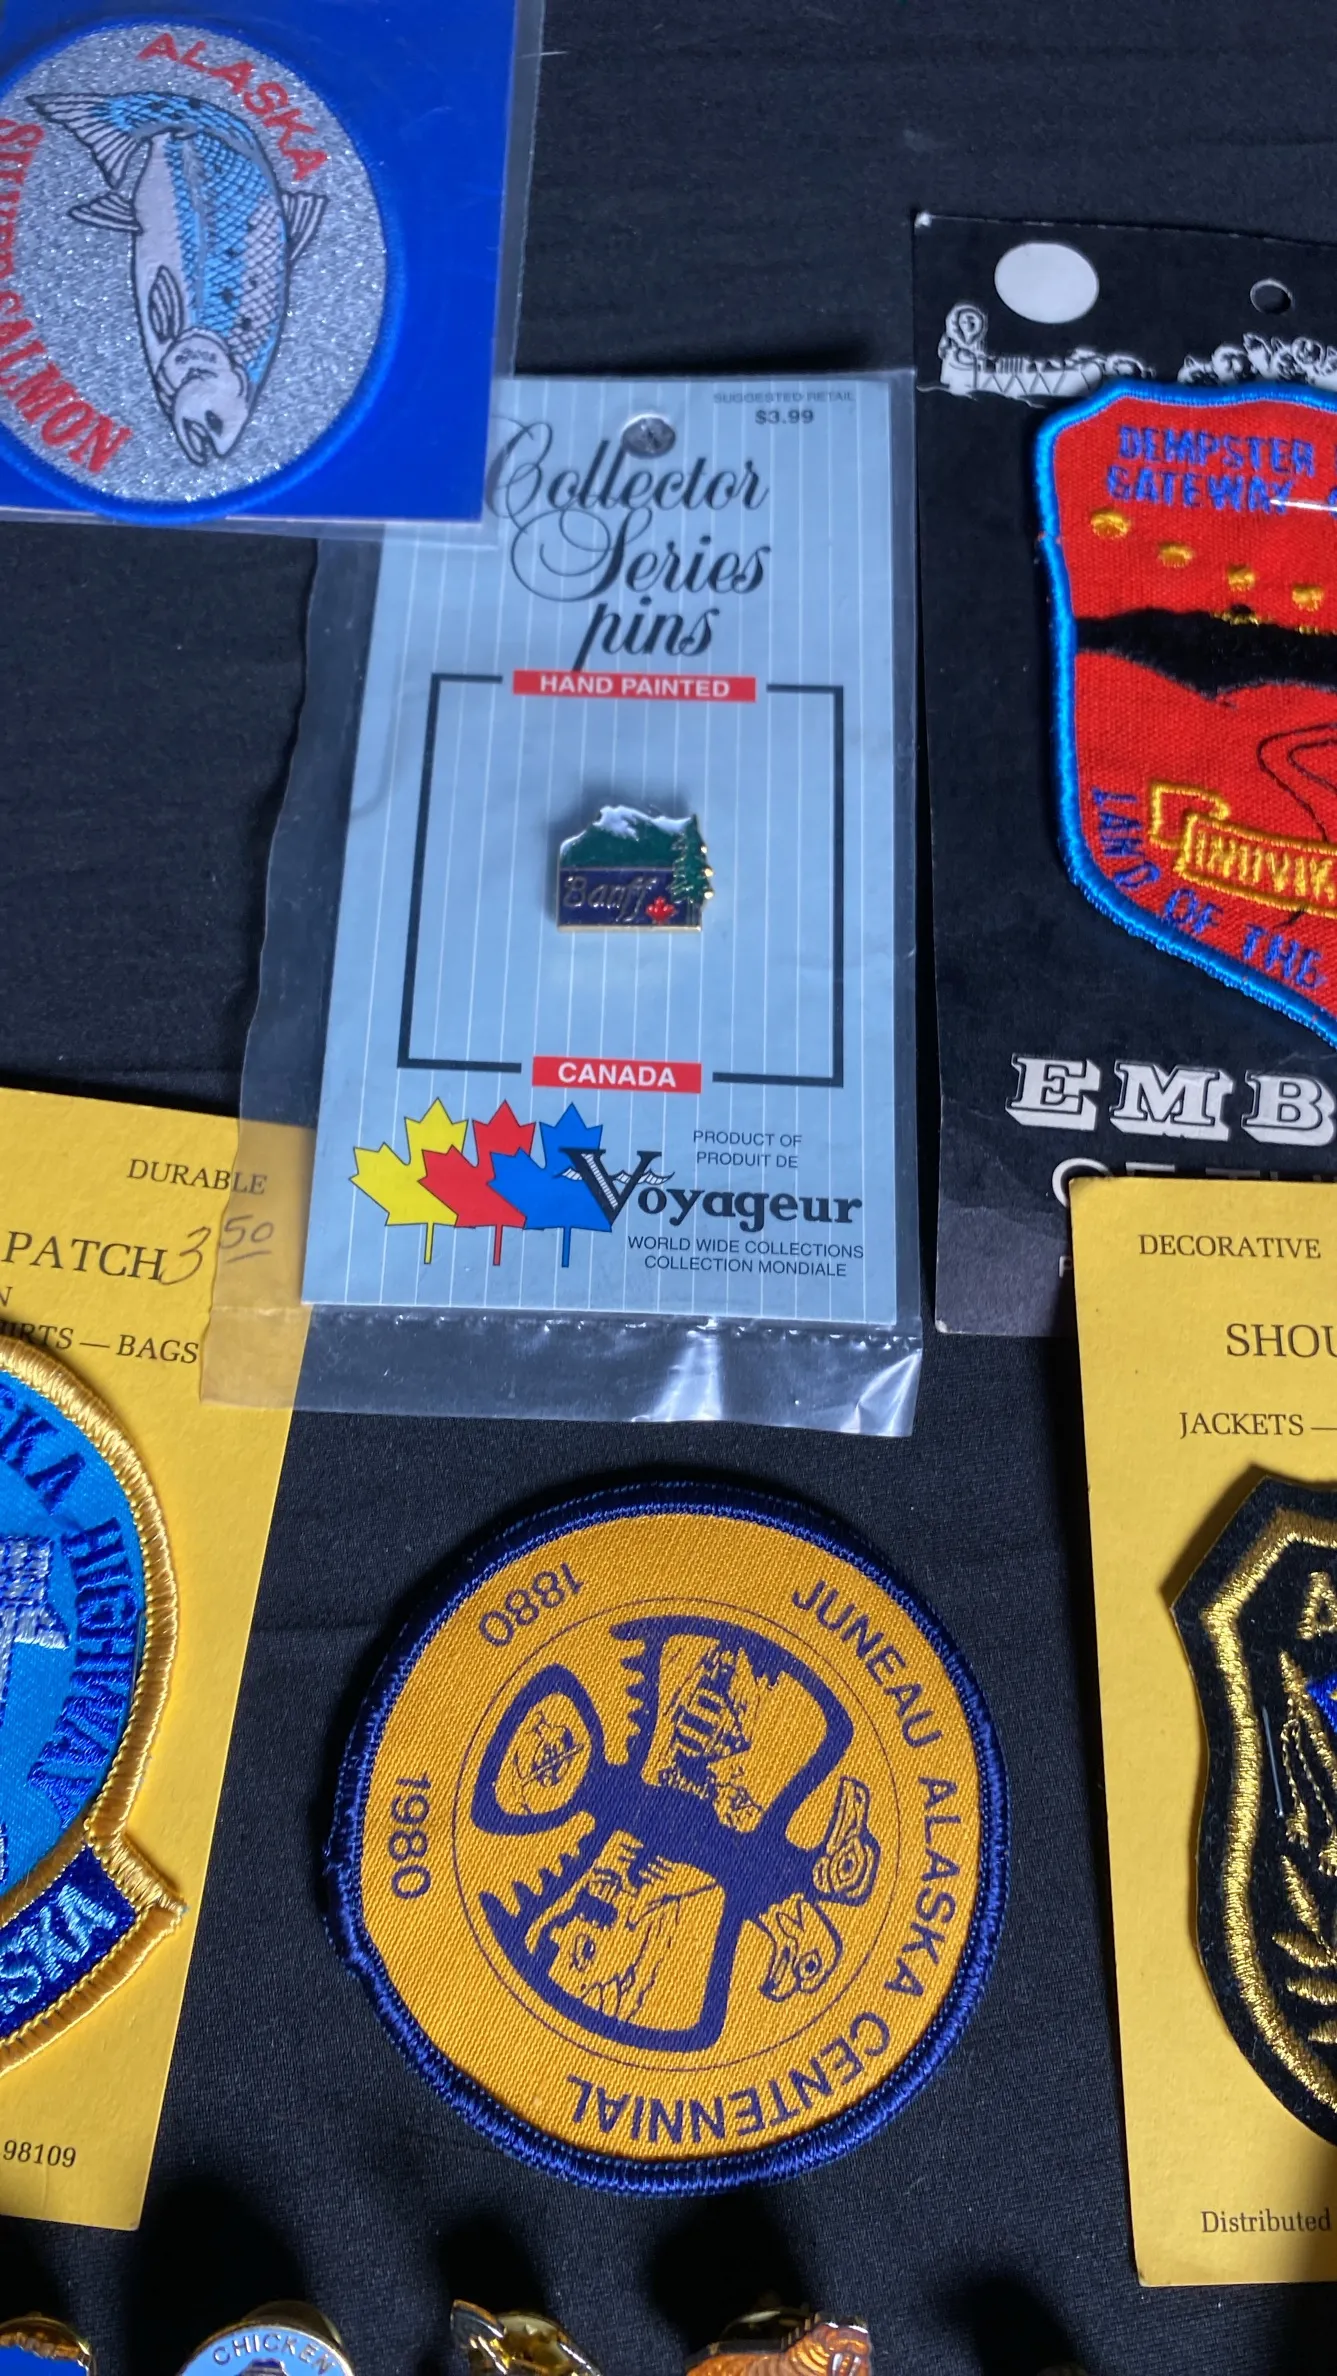 ALASKA
SILVER SALMON
SUGGESTED RETAIL
$3.99
Collector
Series
pins
HAND PAINTED
Banff
CANADA
PRODUCT OF
PRODUIT DE
Voyageur
WORLD WIDE COLLECTIONS
COLLECTION MONDIALE
DEMPSTER
GATEWAY
LAND OF THE
INUVIK
EMB
DURABLE
PATCH 3 50
BAGS
HIGHWAY
98109
DECORATIVE
SHOU
JACKETS —
Distributed
1880
JUNEAU ALASKA CENTENNIAL
1980
CHICKEN